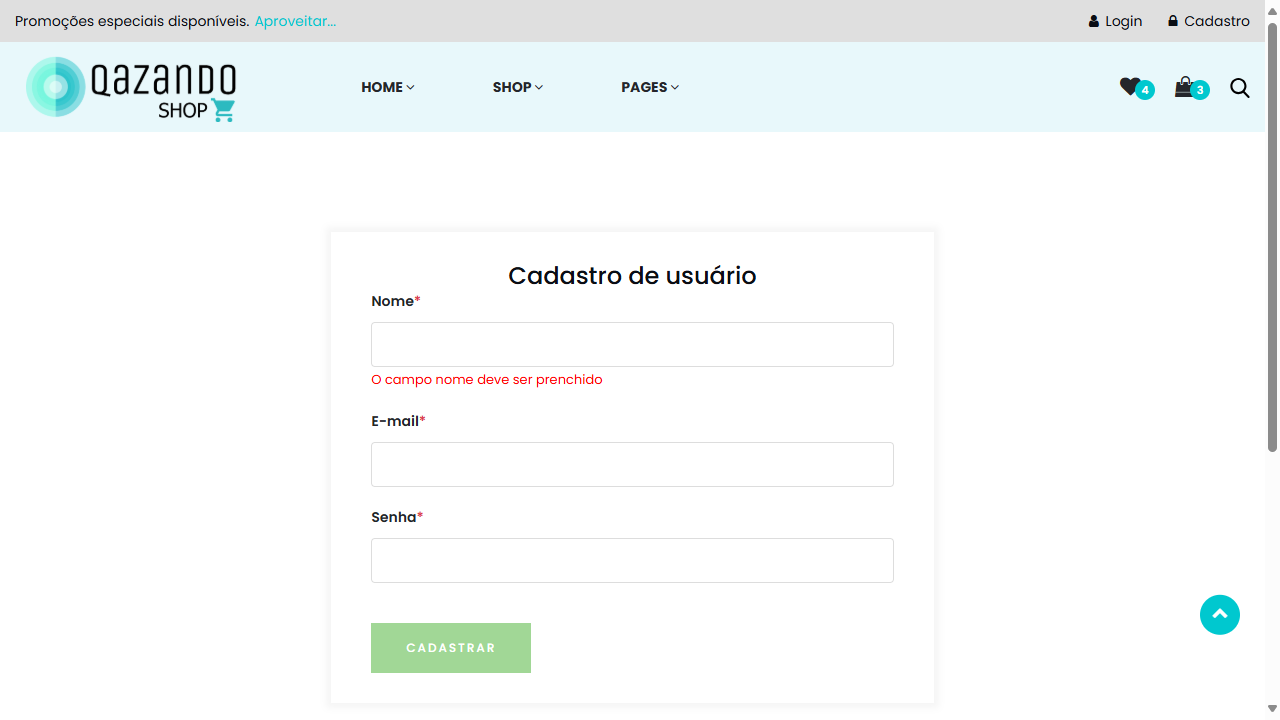 Promoções especiais disponíveis. Aproveitar... Login Cadastro
Qazando SHOP HOME SHOP PAGES 4 3
Cadastro de usuário
Nome*
O campo nome deve ser prenchido
E-mail*
Senha*
CADASTRAR